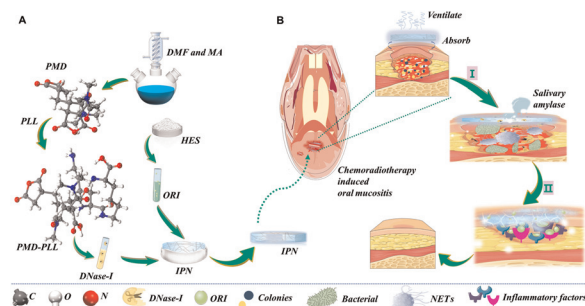 A
B
Ventilate
DMF and MA
PMD
Absorb
I
PLL
HES
Salivary
amylase
Chemoradiotherapy
induced
oral mucositis
ORI
II
PMD-PLL
IPN
DNase-I
IPN
C
O
N
DNase-I
ORI
Colonies
Bacterial
NETs
Inflammatory factors